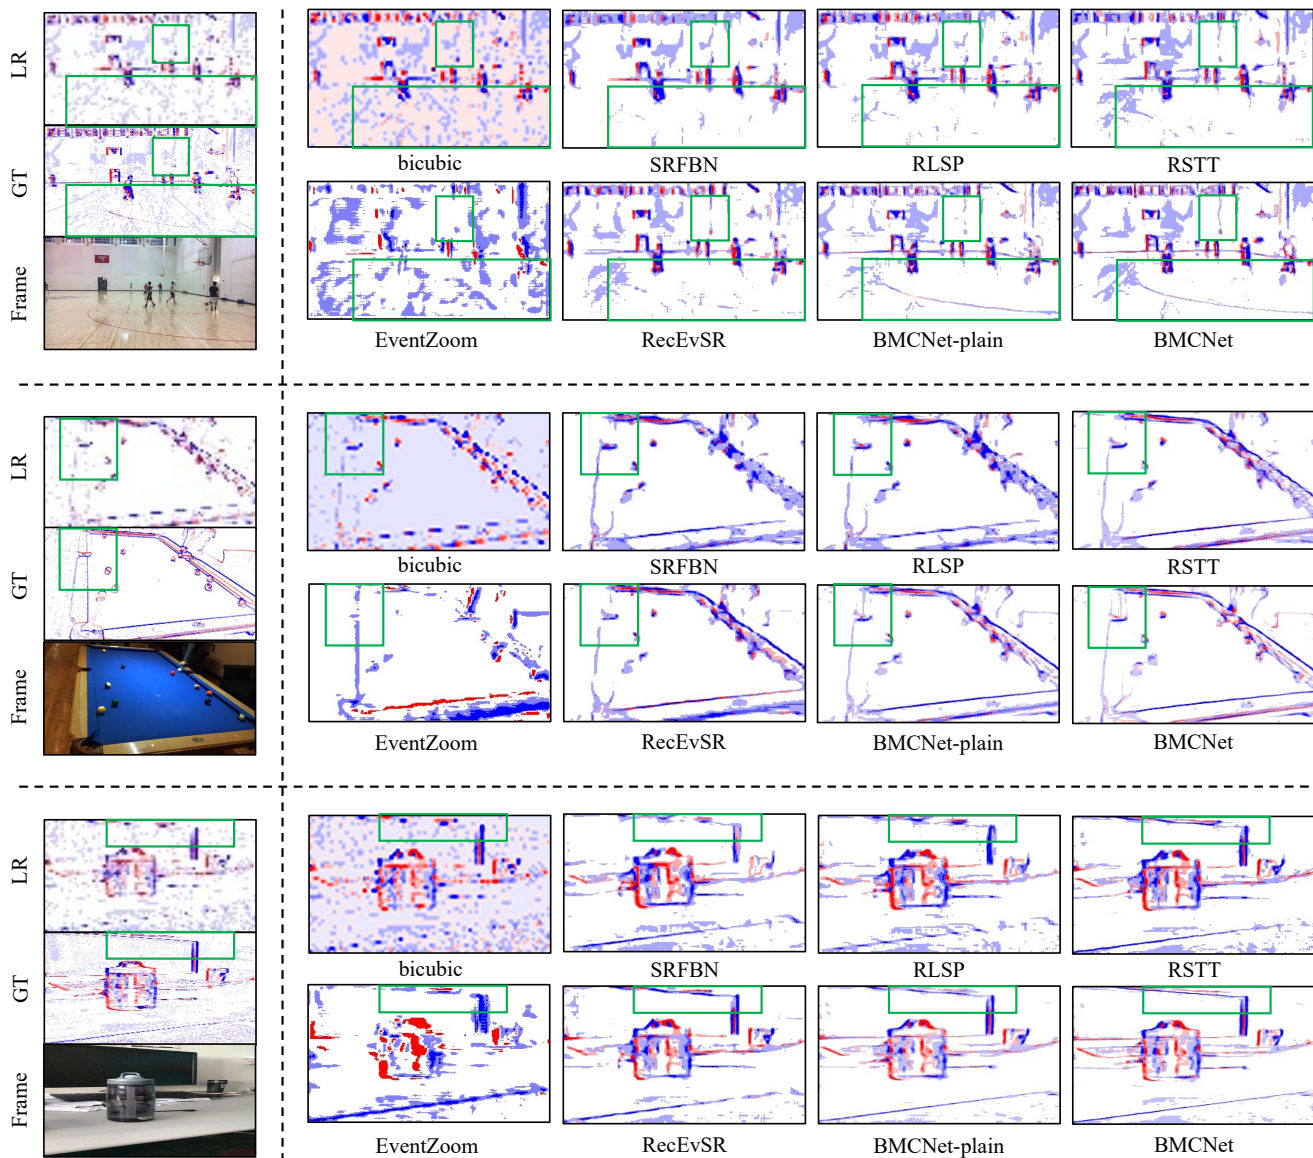 LR
GT
Frame
bicubic
SRFBN
RLSP
RSTT
EventZoom
RecEvSR
BMCNet-plain
BMCNet
LR
GT
Frame
bicubic
SRFBN
RLSP
RSTT
EventZoom
RecEvSR
BMCNet-plain
BMCNet
LR
GT
Frame
bicubic
SRFBN
RLSP
RSTT
EventZoom
RecEvSR
BMCNet-plain
BMCNet